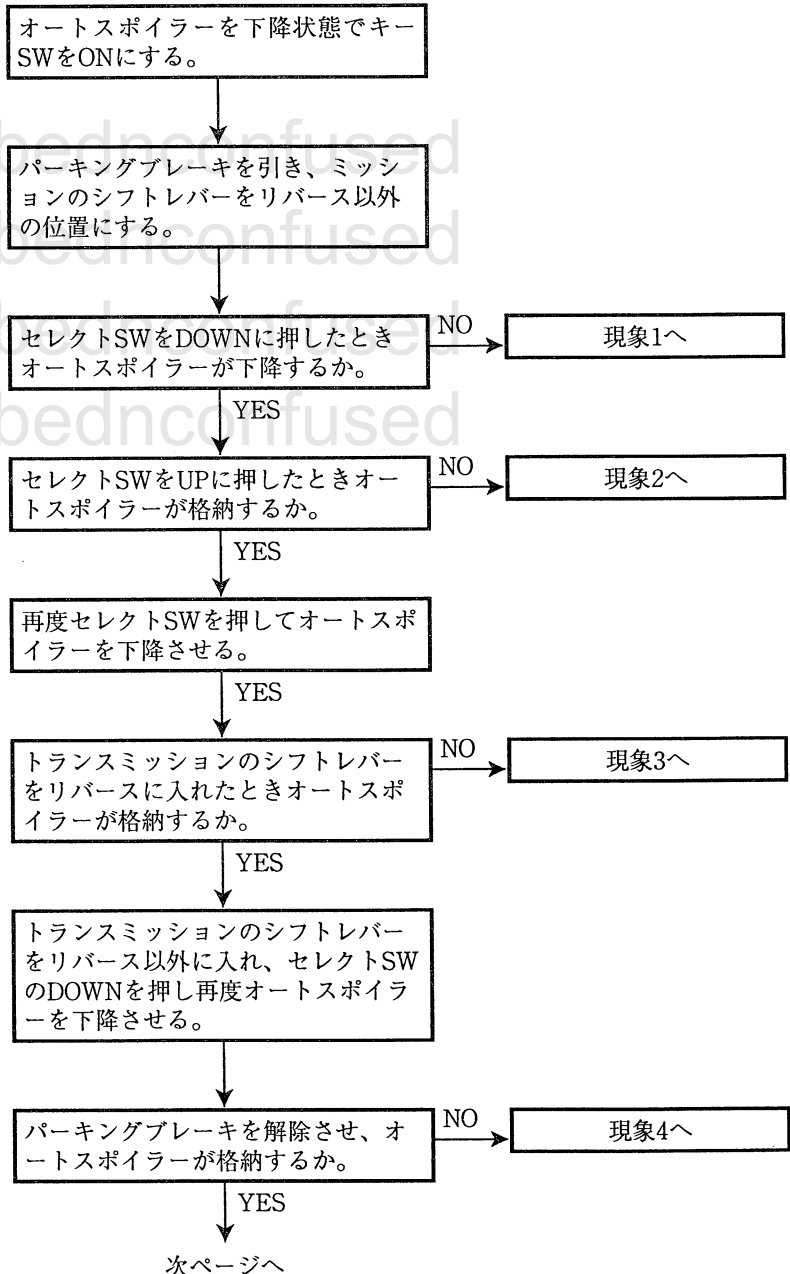 オートスポイラーを下降状態でキー
SWをONにする。
パーキングブレーキを引き、ミッシ
ョンのシフトレバーをリバース以外
の位置にする。
セレクトSWをDOWNに押したとき
オートスポイラーが下降するか。
NO
現象1へ
YES
セレクトSWをUPに押したときオー
トスポイラーが格納するか。
NO
現象2へ
YES
再度セレクトSWを押してオートスポ
イラーを下降させる。
YES
トランスミッションのシフトレバー
をリバースに入れたときオートスポ
イラーが格納するか。
NO
現象3へ
YES
トランスミッションのシフトレバー
をリバース以外に入れ、セレクトSW
のDOWNを押し再度オートスポイラ
ーを下降させる。
パーキングブレーキを解除させ、オ
ートスポイラーが格納するか。
NO
現象4へ
YES
次ページへ
bednconfused
bednconfused
bednconfused
bednconfused